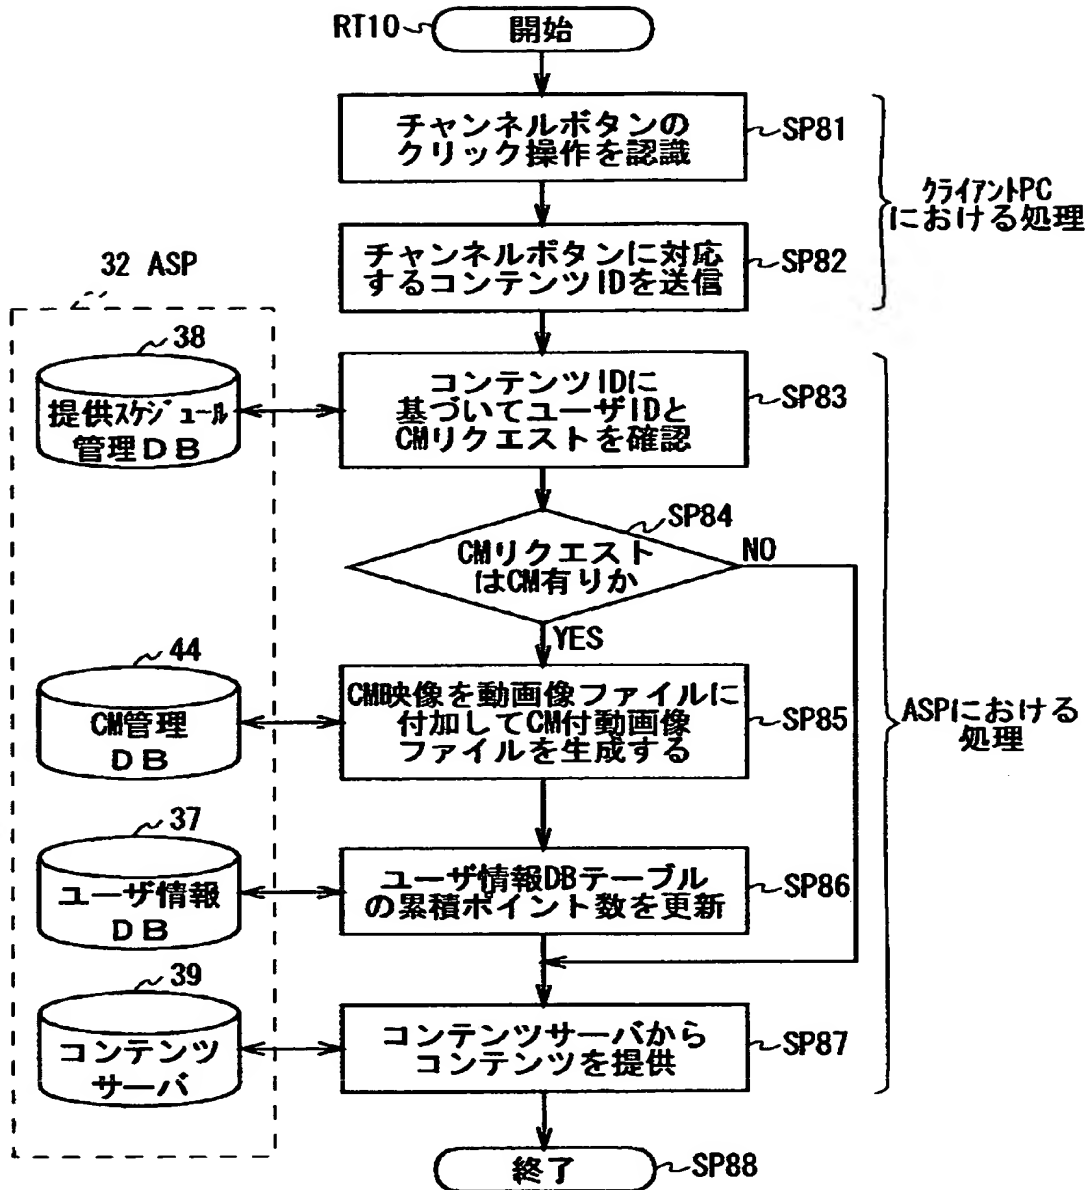 RT10
開始
チャンネルボタンの
クリック操作を認識
SP81
チャンネルボタンに対応
するコンテンツIDを送信
SP82
クライアントPC
における処理
32 ASP
38
提供スケジュール
管理DB
コンテンツIDに
基づいてユーザIDと
CMリクエストを確認
SP83
SP84
CMリクエスト
はCM有りか
NO
YES
44
CM管理
DB
CM映像を動画像ファイルに
付加してCM付動画像
ファイルを生成する
SP85
ASPにおける
処理
37
ユーザ情報
DB
ユーザ情報DBテーブル
の累積ポイント数を更新
SP86
39
コンテンツ
サーバ
コンテンツサーバから
コンテンツを提供
SP87
終了
SP88